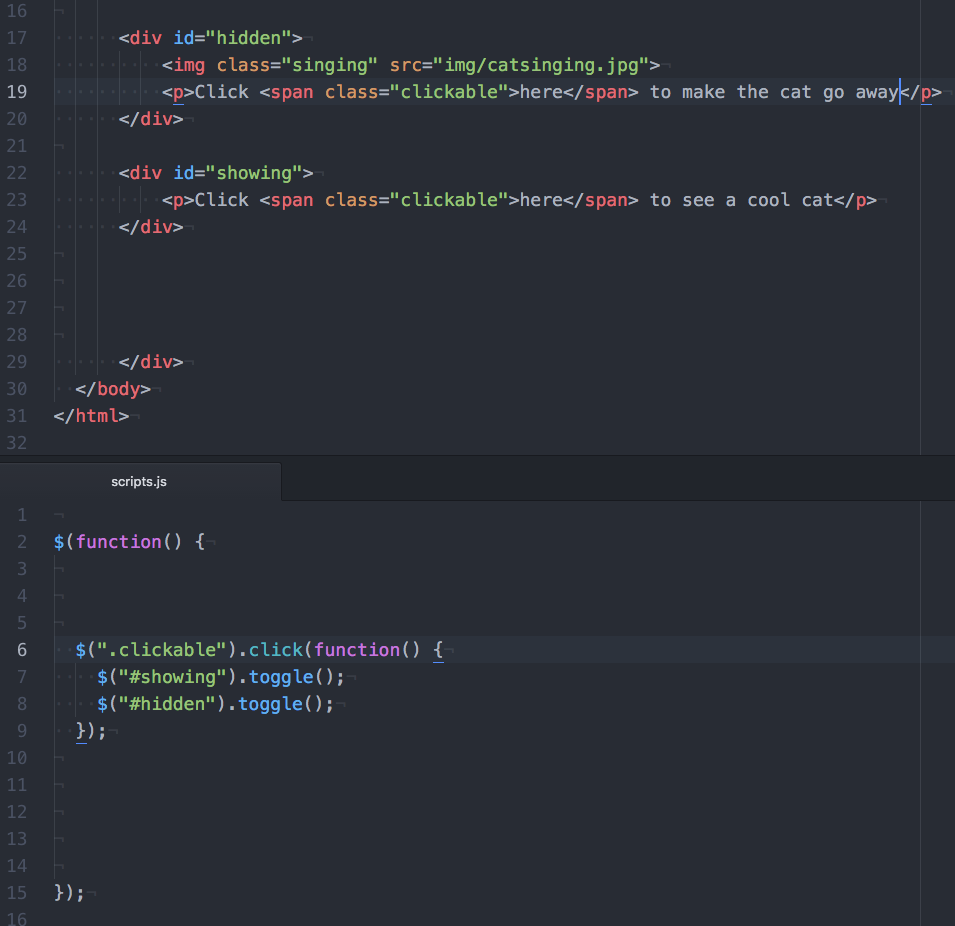 16
17 <div id="hidden">
18 <img class="singing" src="img/catsinging.jpg">
19 <p>Click <span class="clickable">here</span> to make the cat go away</p>
20 </div>
21
22 <div id="showing">
23 <p>Click <span class="clickable">here</span> to see a cool cat</p>
24 </div>
25
26
27
28
29 </div>
30 </body>
31 </html>
32
scripts.js
1
2 $(function() {
3
4
5
6 $(".clickable").click(function() {
7 $("#showing").toggle();
8 $("#hidden").toggle();
9 });
10
11
12
13
14
15 });
16